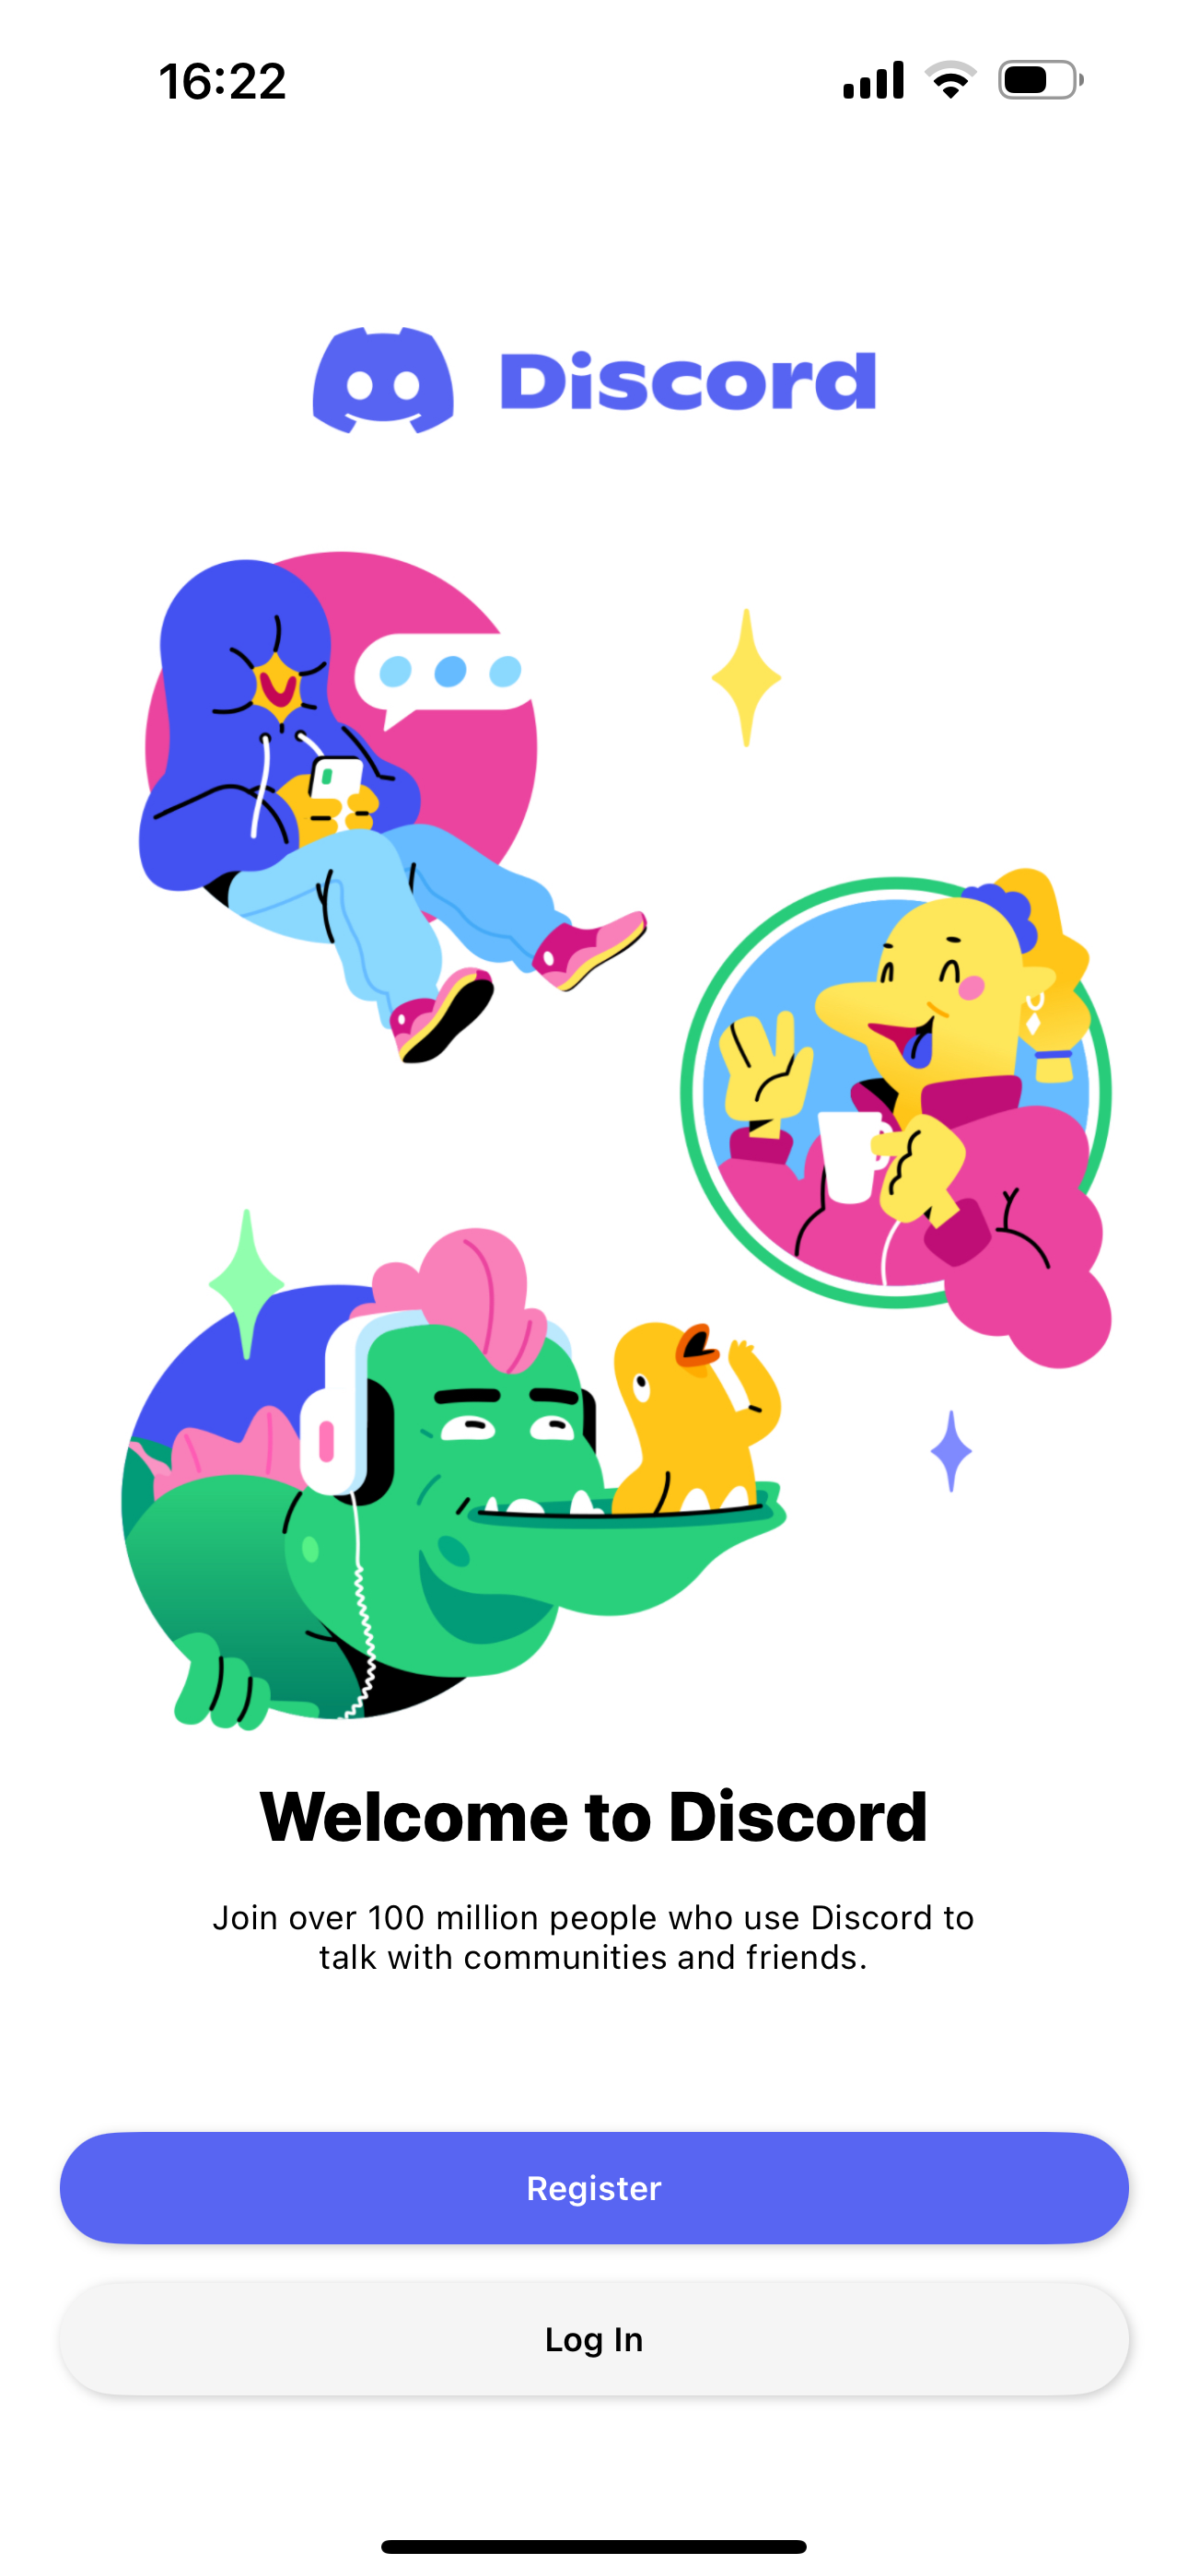 16:22
Discord
Welcome to Discord
Join over 100 million people who use Discord to
talk with communities and friends.
Register
Log In